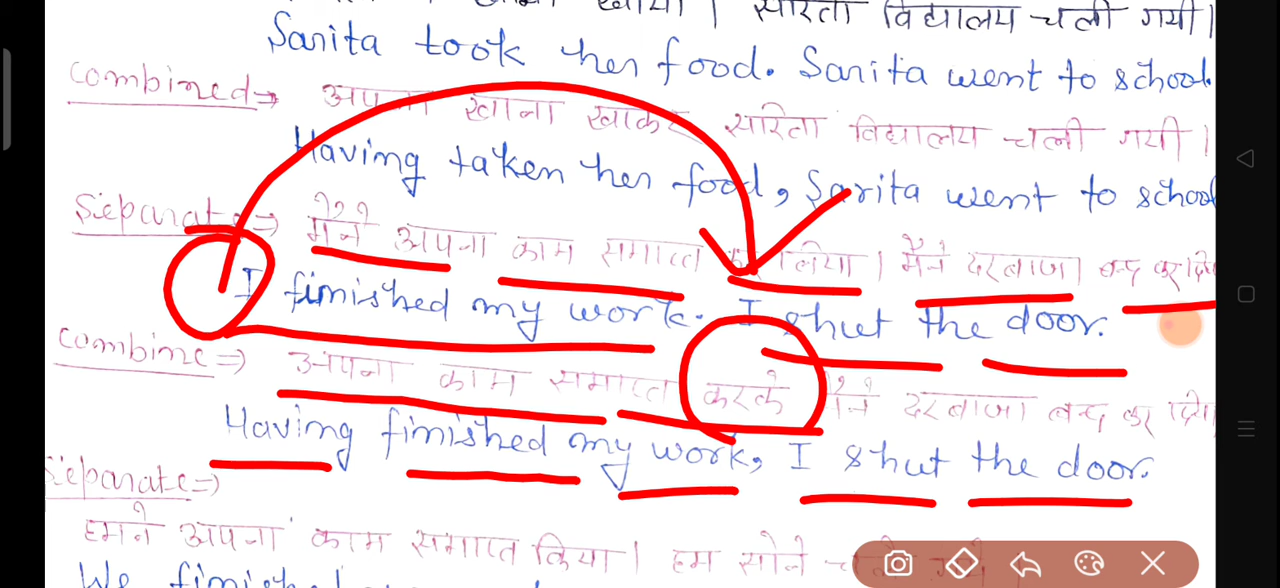 खाया । सरिता विद्यालय चली गयी ।
Sarita took her food. Sarita went to school.
Combined → अपना खाना खाकर सरिता विद्यालय चली गयी ।
Having taken her food, Sarita went to school
Separate ⇒ मैंने अपना काम समाप्त कर लिया । मैंने दरवाजा बन्द कर दिया
I finished my work. I shut the door.
Combine ⇒ अपना काम समाप्त करके मैंने दरवाजा बन्द कर दिया
Having finished my work, I shut the door.
Separate ⇒
हमने अपना काम समाप्त किया । हम सोने चले गये
We finished